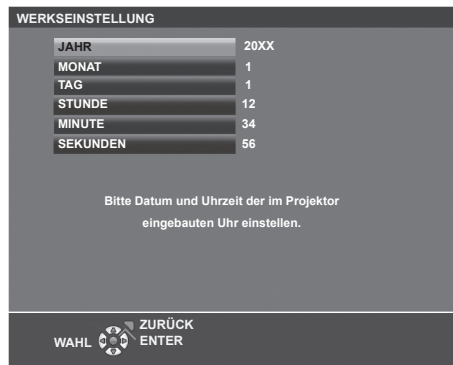 WERKSEINSTELLUNG
JAHR 20XX
MONAT 1
TAG 1
STUNDE 12
MINUTE 34
SEKUNDEN 56
Bitte Datum und Uhrzeit der im Projektor
eingebauten Uhr einstellen.
ZURÜCK
WAHL ENTER